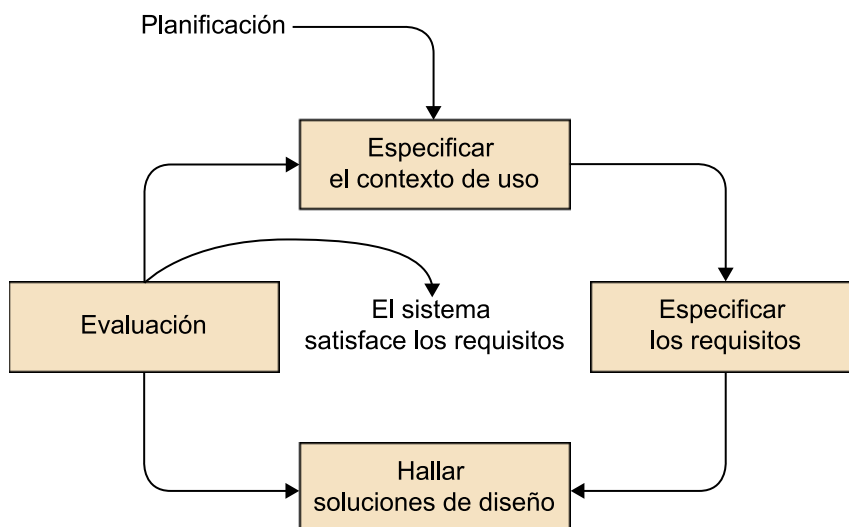 Planificación
Especificar
el contexto de uso
Evaluación
El sistema
satisface los requisitos
Especificar
los requisitos
Hallar
soluciones de diseño